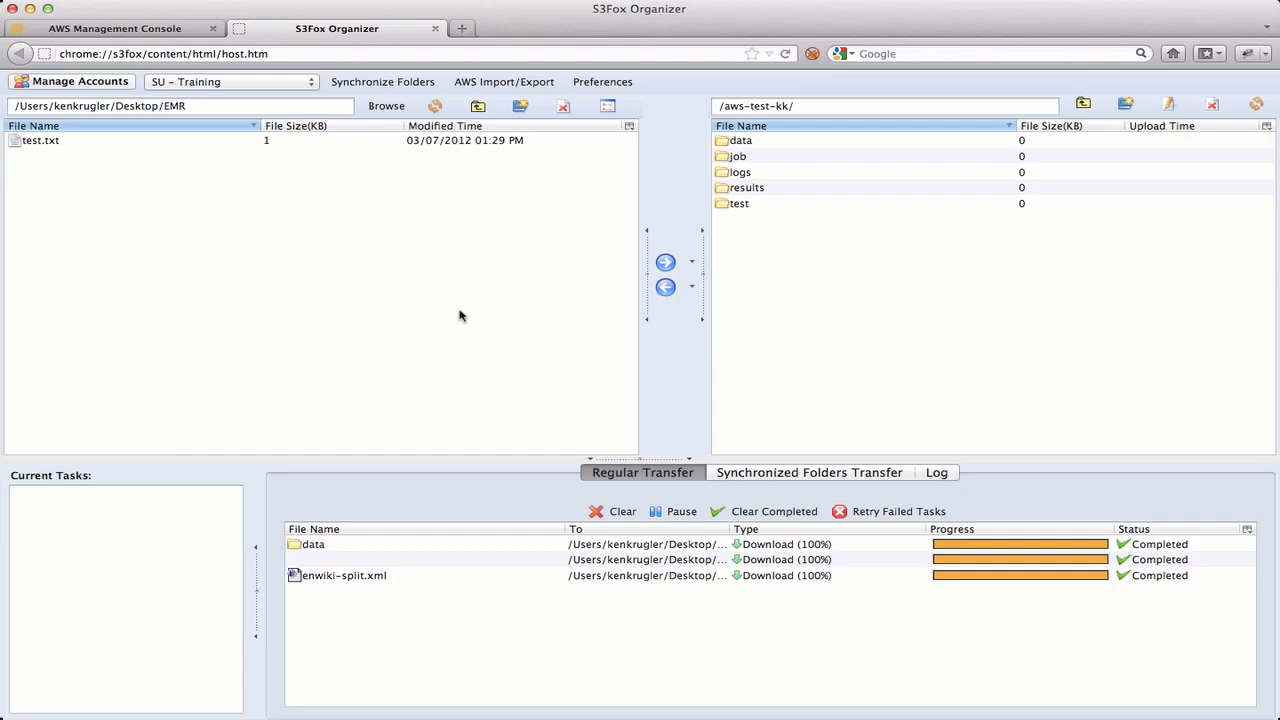 S3Fox Organizer
AWS Management Console
S3Fox Organizer
chrome://s3fox/content/html/host.htm
Google
Manage Accounts
SU - Training
Synchronize Folders
AWS Import/Export
Preferences
/Users/kenkrugler/Desktop/EMR
Browse
/aws-test-kk/
File Name File Size(KB) Modified Time
test.txt 1 03/07/2012 01:29 PM
File Name File Size(KB) Upload Time
data 0
job 0
logs 0
results 0
test 0
Current Tasks:
Regular Transfer Synchronized Folders Transfer Log
Clear Pause Clear Completed Retry Failed Tasks
File Name To Type Progress Status
data /Users/kenkrugler/Desktop/... Download (100%) Completed
/Users/kenkrugler/Desktop/... Download (100%) Completed
enwiki-split.xml /Users/kenkrugler/Desktop/... Download (100%) Completed